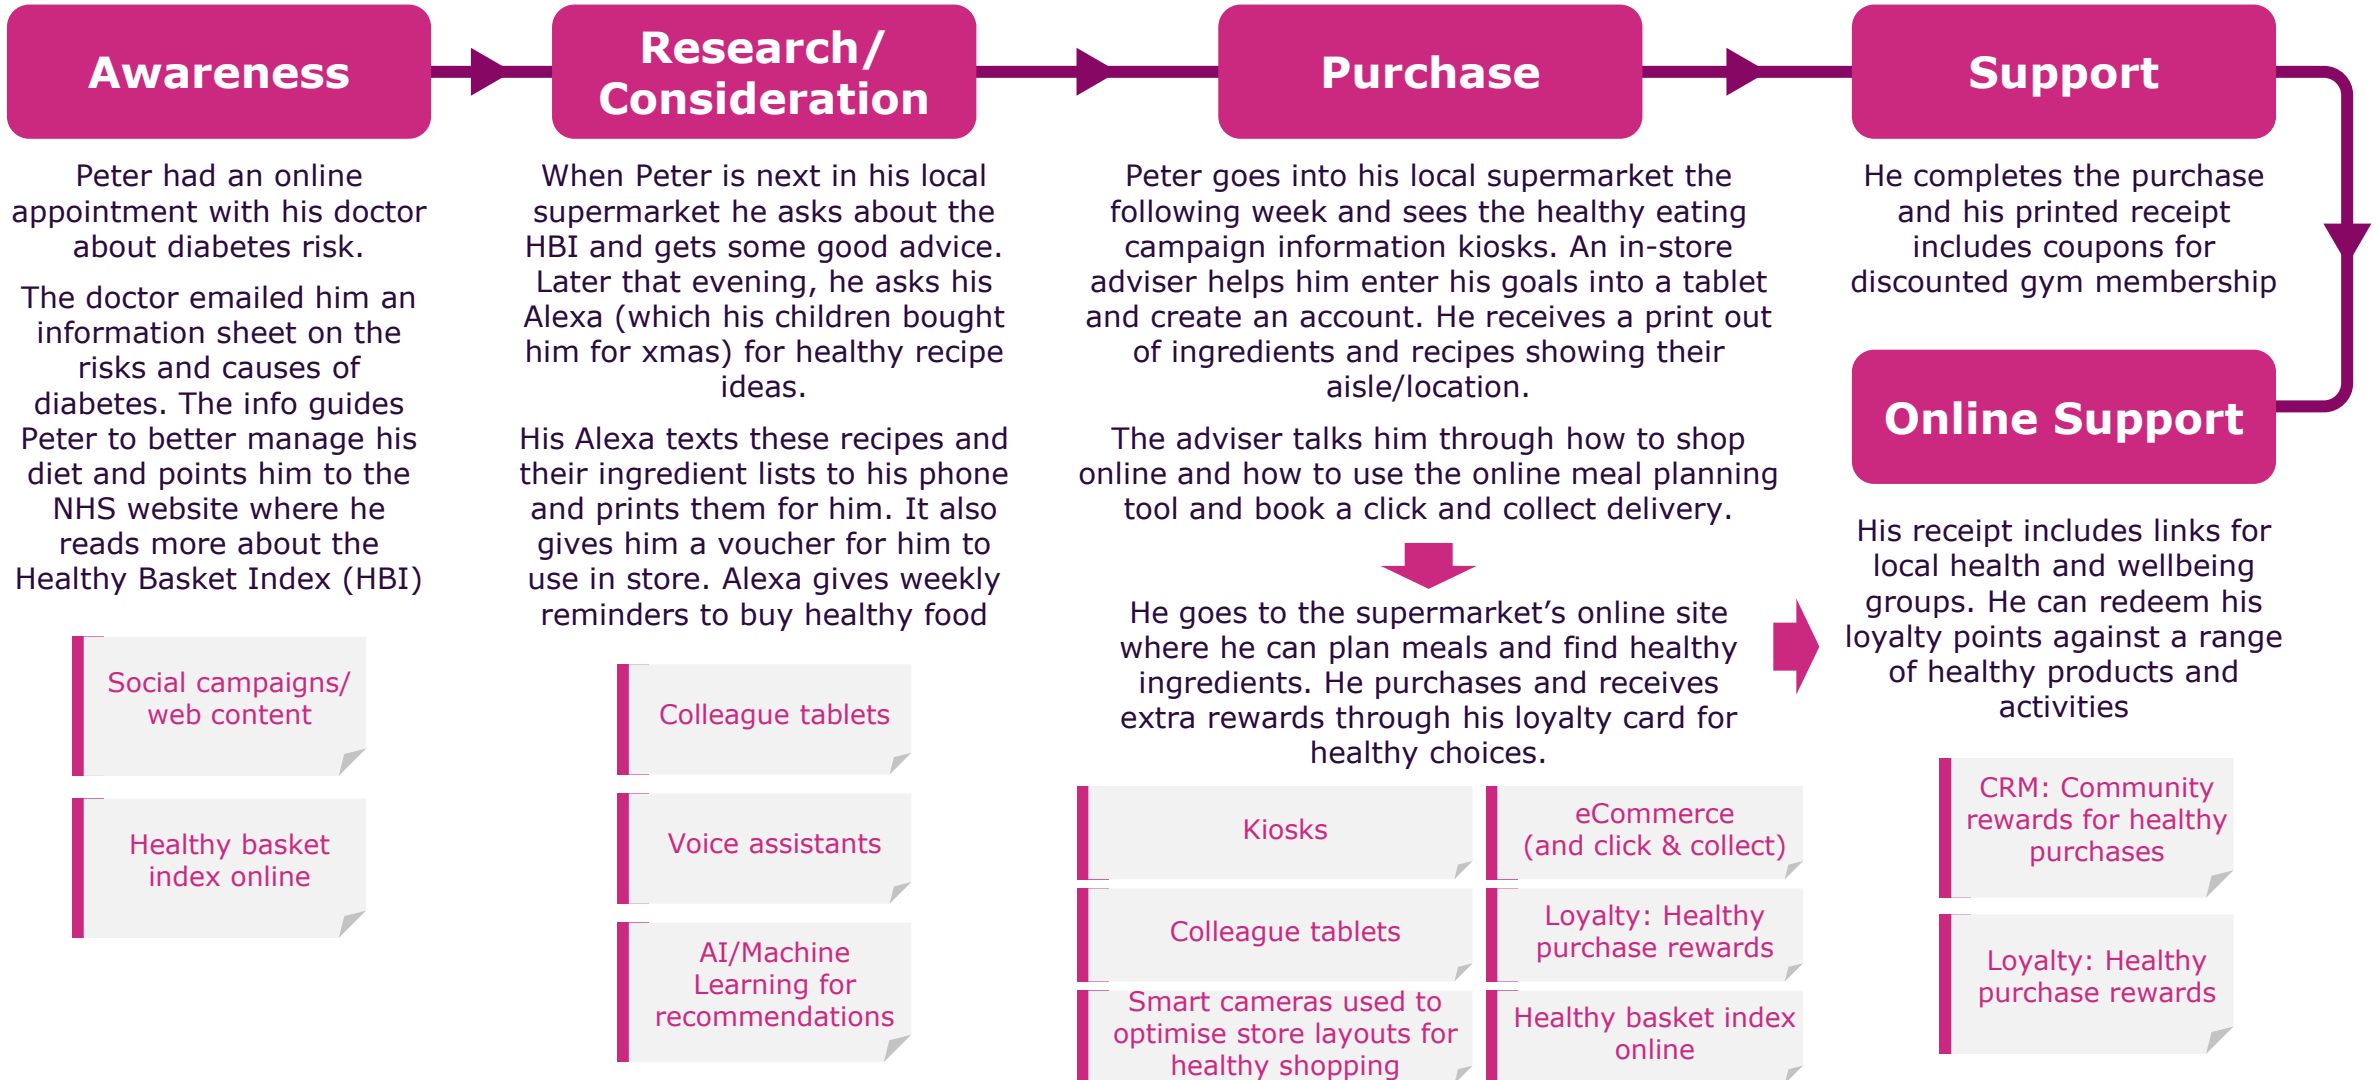 Awareness
Peter had an online
appointment with his doctor
about diabetes risk.
The doctor emailed him an
information sheet on the
risks and causes of
diabetes. The info guides
Peter to better manage his
diet and points him to the
NHS website where he
reads more about the
Healthy Basket Index (HBI)
Social campaigns/
web content
Healthy basket
index online
Research/
Consideration
When Peter is next in his local
supermarket he asks about the
HBI and gets some good advice.
Later that evening, he asks his
Alexa (which his children bought
him for xmas) for healthy recipe
ideas.
His Alexa texts these recipes and
their ingredient lists to his phone
and prints them for him. It also
gives him a voucher for him to
use in store. Alexa gives weekly
reminders to buy healthy food
Colleague tablets
Voice assistants
AI/Machine
Learning for
recommendations
Purchase
Peter goes into his local supermarket the
following week and sees the healthy eating
campaign information kiosks. An in-store
adviser helps him enter his goals into a tablet
and create an account. He receives a print out
of ingredients and recipes showing their
aisle/location.
The adviser talks him through how to shop
online and how to use the online meal planning
tool and book a click and collect delivery.
He goes to the supermarket’s online site
where he can plan meals and find healthy
ingredients. He purchases and receives
extra rewards through his loyalty card for
healthy choices.
Kiosks
Colleague tablets
Smart cameras used to
optimise store layouts for
healthy shopping
eCommerce
(and click & collect)
Loyalty: Healthy
purchase rewards
Healthy basket index
online
Support
He completes the purchase
and his printed receipt
includes coupons for
discounted gym membership
Online Support
His receipt includes links for
local health and wellbeing
groups. He can redeem his
loyalty points against a range
of healthy products and
activities
CRM: Community
rewards for healthy
purchases
Loyalty: Healthy
purchase rewards